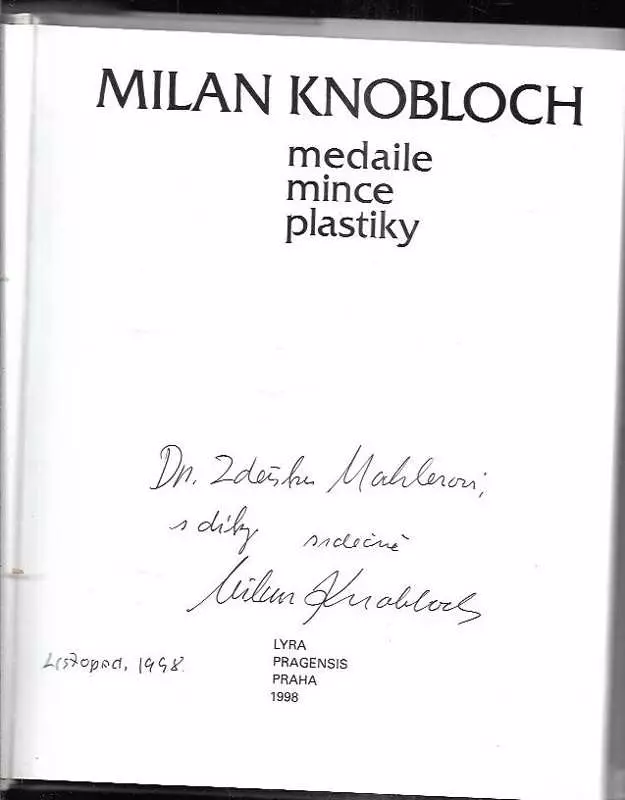 MILAN KNOBLOCH
medaile
mince
plastiky
Dr. Zdeňku Mahlerovi,
s díky srdečně
Milan Knobloch
Listopad, 1998.
LYRA
PRAGENSIS
PRAHA
1998